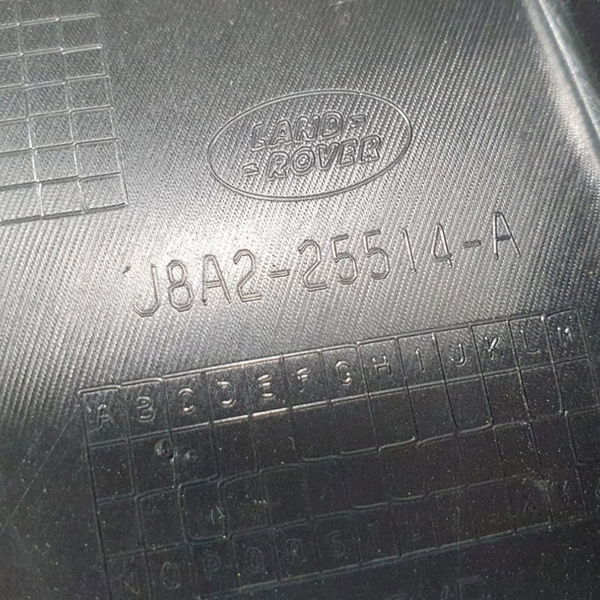 LAND-
-ROVER
J8A2-25514-A
A B C D E F G H I J K L M
O P Q R S T U V